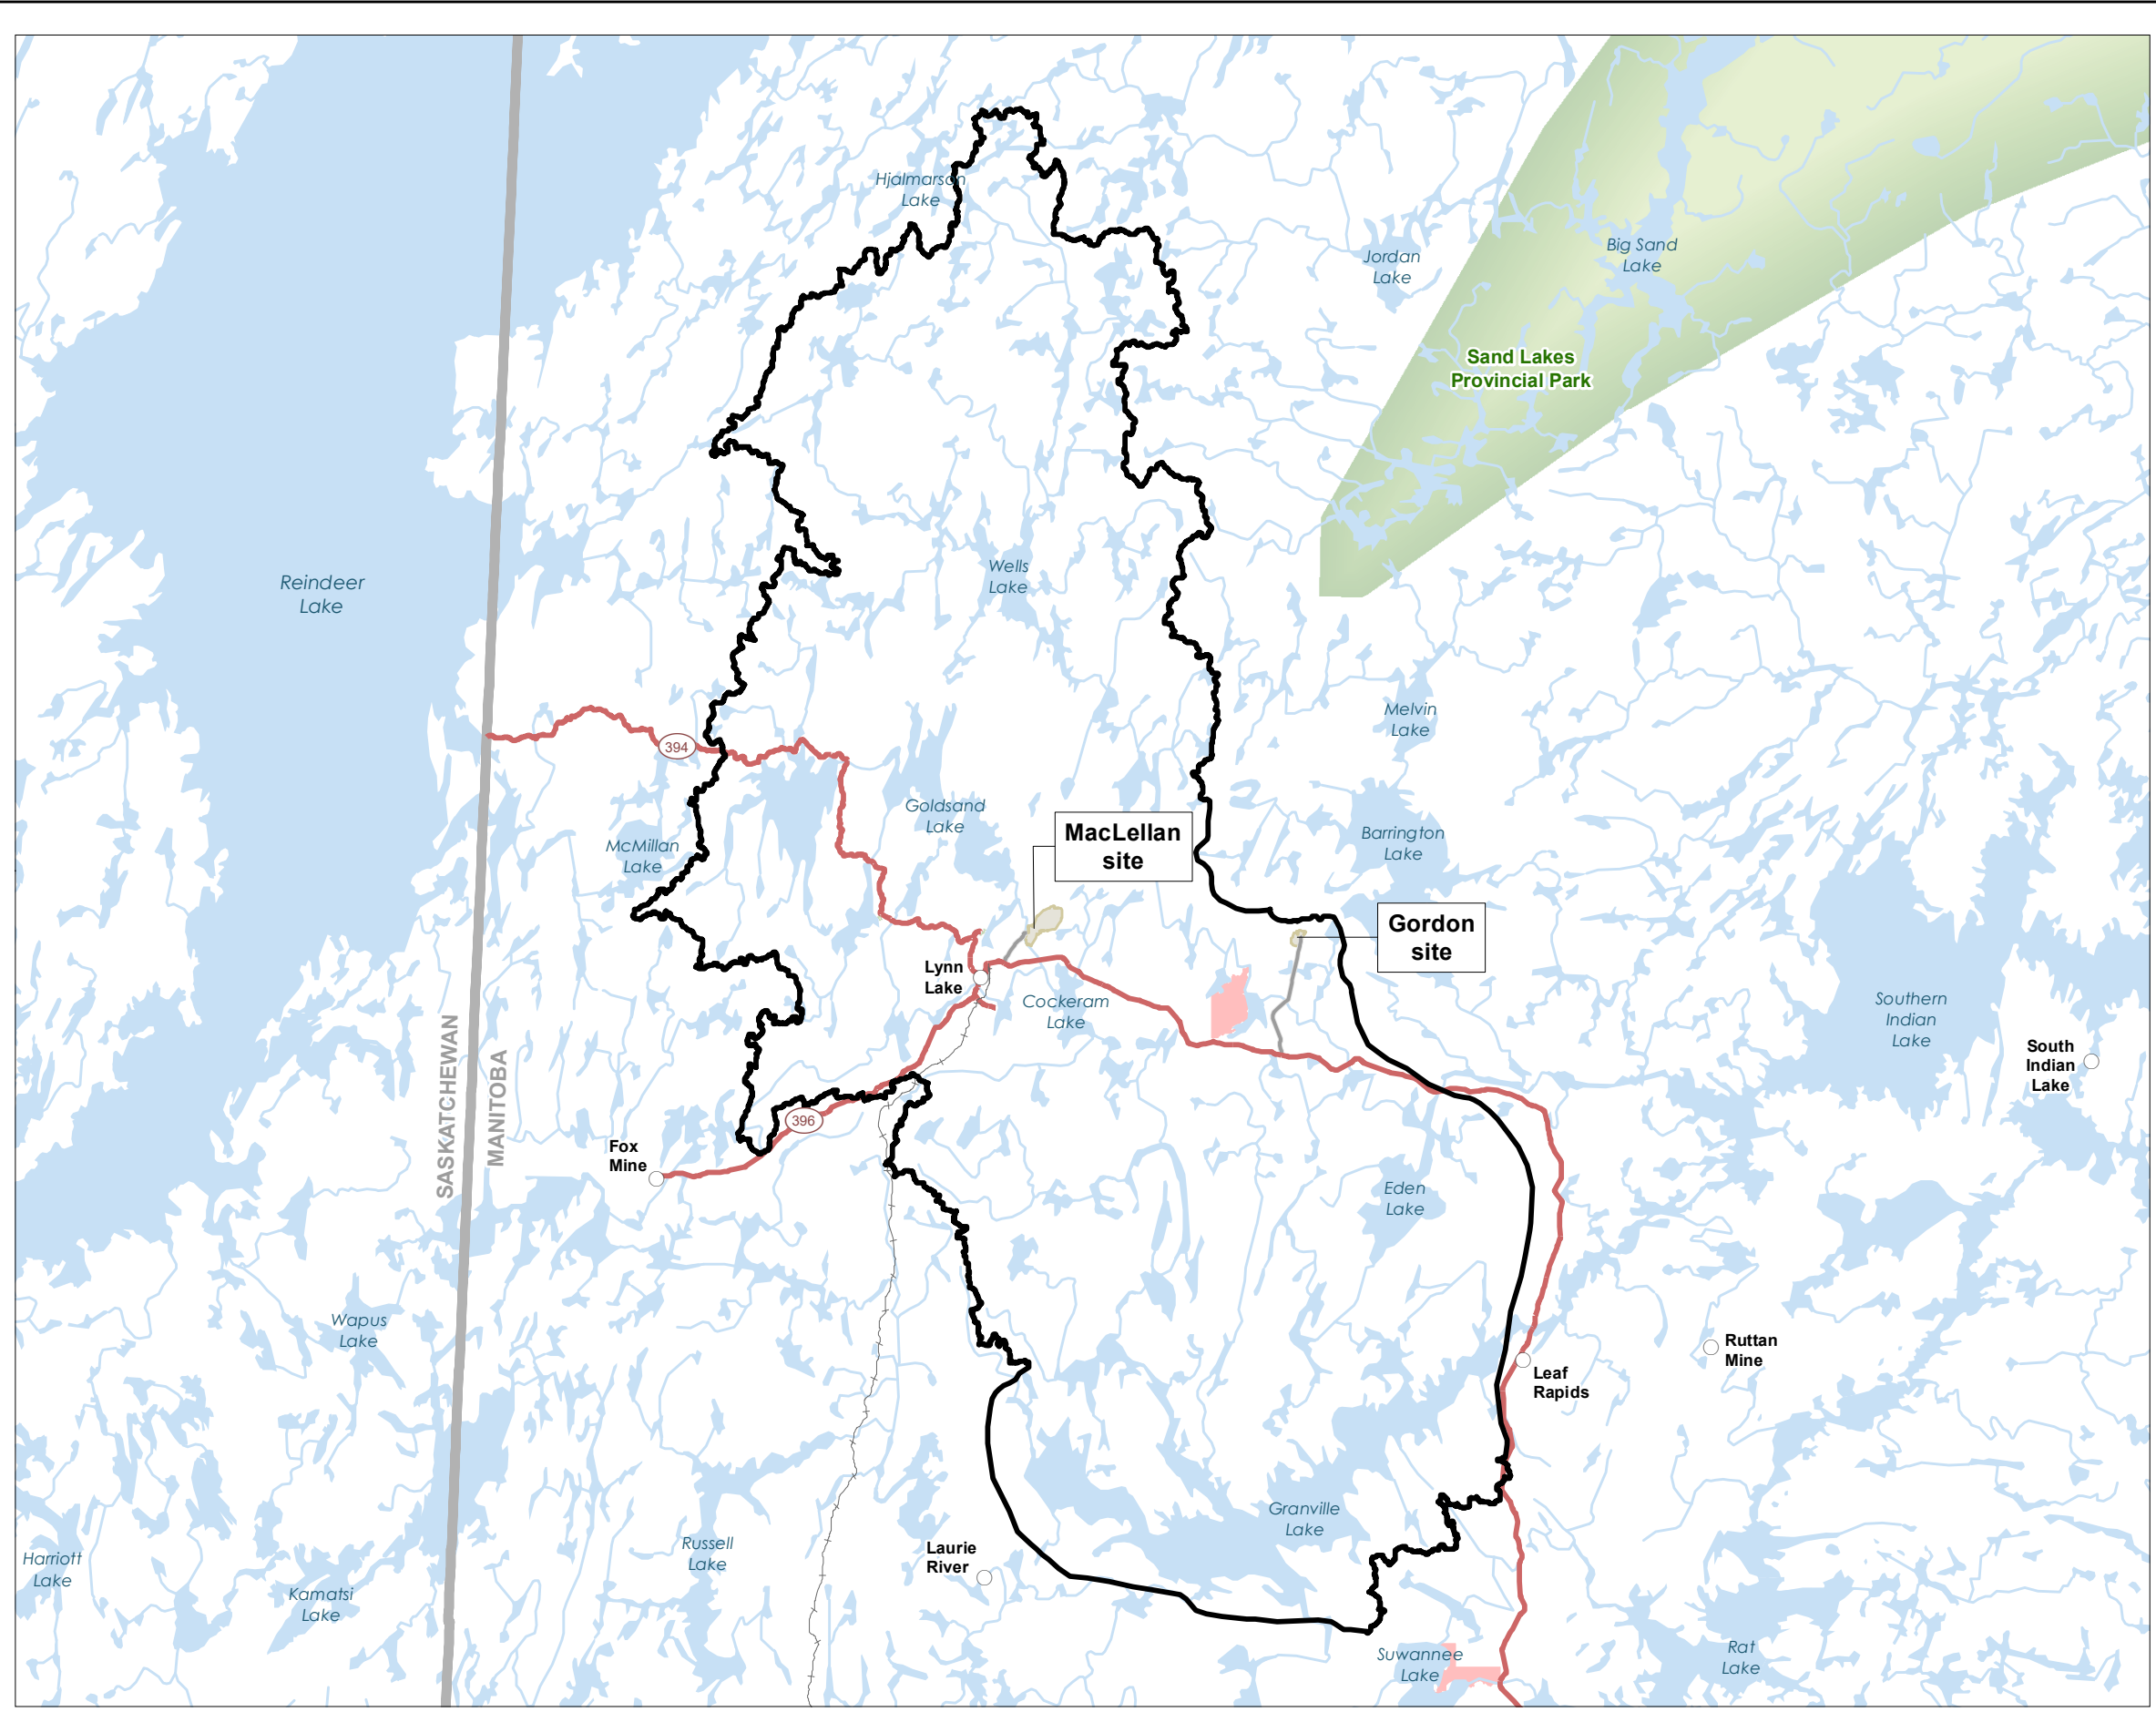 Hjalmarson
Lake
Jordan
Lake
Big Sand
Lake
Sand Lakes
Provincial Park
Reindeer
Lake
Wells
Lake
Melvin
Lake
394
Goldsand
Lake
MacLellan
site
Barrington
Lake
McMillan
Lake
Gordon
site
Lynn
Lake
Cockeram
Lake
Southern
Indian
Lake
South
Indian
Lake
SASKATCHEWAN
MANITOBA
396
Fox
Mine
Eden
Lake
Wapus
Lake
Ruttan
Mine
Leaf
Rapids
Granville
Lake
Russell
Lake
Laurie
River
Harriott
Lake
Kamatsi
Lake
Suwannee
Lake
Rat
Lake